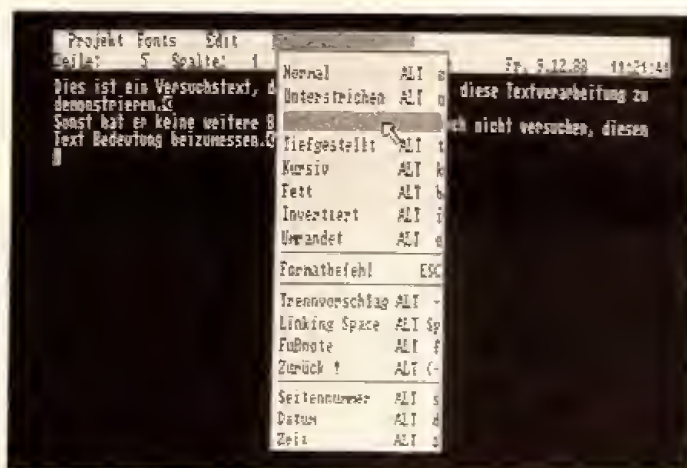 Projekt Fonts Edit
Zeile: 5 Spalte: 1 Fr. 9.12.88
Dies ist ein Versuchstext, d
diese Textverarbeitung zu
demonstrieren.
Sonst hat er keine weitere B
ch nicht versuchen, diesen
Text Bedeutung beizumessen.
Normal ALT
Unterstrichen ALT u
Tiefgestellt ALT t
Kursiv ALT k
Fett ALT b
Invertiert ALT i
Umrandet ALT o
Formatbefehl ESC
Trennvorschlag ALT -
Linking Space ALT Sp
Fußnote ALT f
Zurück ! ALT <-
Seitennummer ALT s
Datum ALT d
Zeit ALT